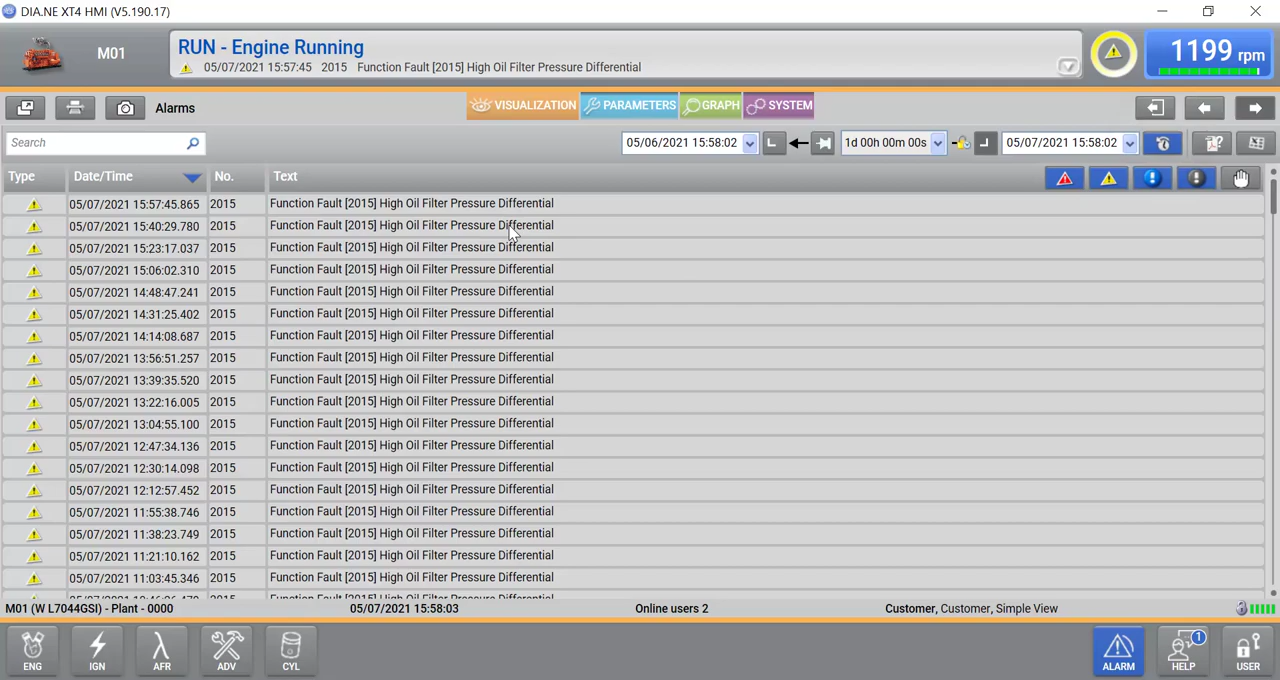 DIA.NE XT4 HMI (V5.190.17)
M01
RUN - Engine Running
05/07/2021 15:57:45 2015 Function Fault [2015] High Oil Filter Pressure Differential
1199 rpm
Alarms
VISUALIZATION PARAMETERS GRAPH SYSTEM
Search
05/06/2021 15:58:02 1d 00h 00m 00s 05/07/2021 15:58:02
Type Date/Time No. Text
05/07/2021 15:57:45.865 2015 Function Fault [2015] High Oil Filter Pressure Differential
05/07/2021 15:40:29.780 2015 Function Fault [2015] High Oil Filter Pressure Differential
05/07/2021 15:23:17.037 2015 Function Fault [2015] High Oil Filter Pressure Differential
05/07/2021 15:06:02.310 2015 Function Fault [2015] High Oil Filter Pressure Differential
05/07/2021 14:48:47.241 2015 Function Fault [2015] High Oil Filter Pressure Differential
05/07/2021 14:31:25.402 2015 Function Fault [2015] High Oil Filter Pressure Differential
05/07/2021 14:14:08.687 2015 Function Fault [2015] High Oil Filter Pressure Differential
05/07/2021 13:56:51.257 2015 Function Fault [2015] High Oil Filter Pressure Differential
05/07/2021 13:39:35.520 2015 Function Fault [2015] High Oil Filter Pressure Differential
05/07/2021 13:22:16.005 2015 Function Fault [2015] High Oil Filter Pressure Differential
05/07/2021 13:04:55.100 2015 Function Fault [2015] High Oil Filter Pressure Differential
05/07/2021 12:47:34.136 2015 Function Fault [2015] High Oil Filter Pressure Differential
05/07/2021 12:30:14.098 2015 Function Fault [2015] High Oil Filter Pressure Differential
05/07/2021 12:12:57.452 2015 Function Fault [2015] High Oil Filter Pressure Differential
05/07/2021 11:55:38.746 2015 Function Fault [2015] High Oil Filter Pressure Differential
05/07/2021 11:38:23.749 2015 Function Fault [2015] High Oil Filter Pressure Differential
05/07/2021 11:21:10.162 2015 Function Fault [2015] High Oil Filter Pressure Differential
05/07/2021 11:03:45.346 2015 Function Fault [2015] High Oil Filter Pressure Differential
2015 Function Fault [2015] High Oil Filter Pressure Differential
M01 (W L7044GSI) - Plant - 0000 05/07/2021 15:58:03 Online users 2 Customer, Customer, Simple View
ENG IGN AFR ADV CYL ALARM HELP 1 USER